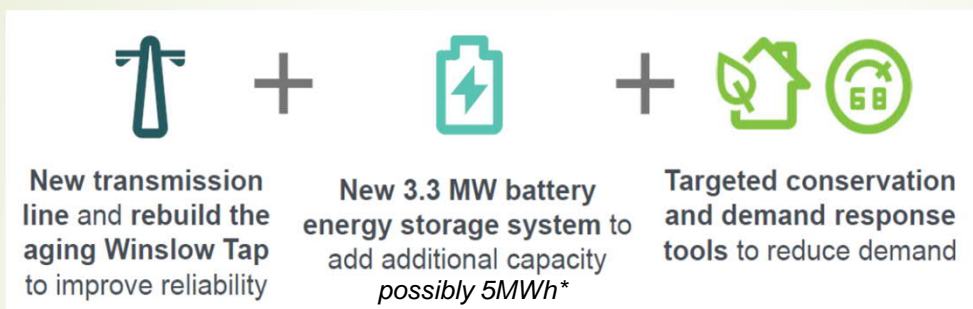 68
New transmission
line and rebuild the
aging Winslow Tap
to improve reliability
New 3.3 MW battery
energy storage system to
add additional capacity
possibly 5MWh*
Targeted conservation
and demand response
tools to reduce demand